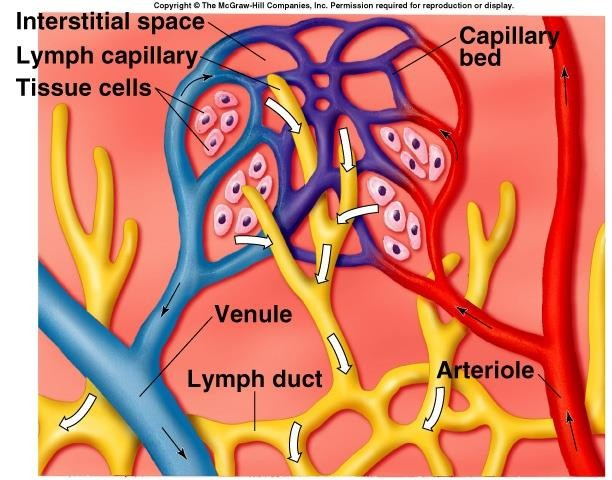 Copyright © The McGraw-Hill Companies, Inc. Permission required for reproduction or display.
Interstitial space
Lymph capillary
Tissue cells
Capillary
bed
Venule
Lymph duct
Arteriole